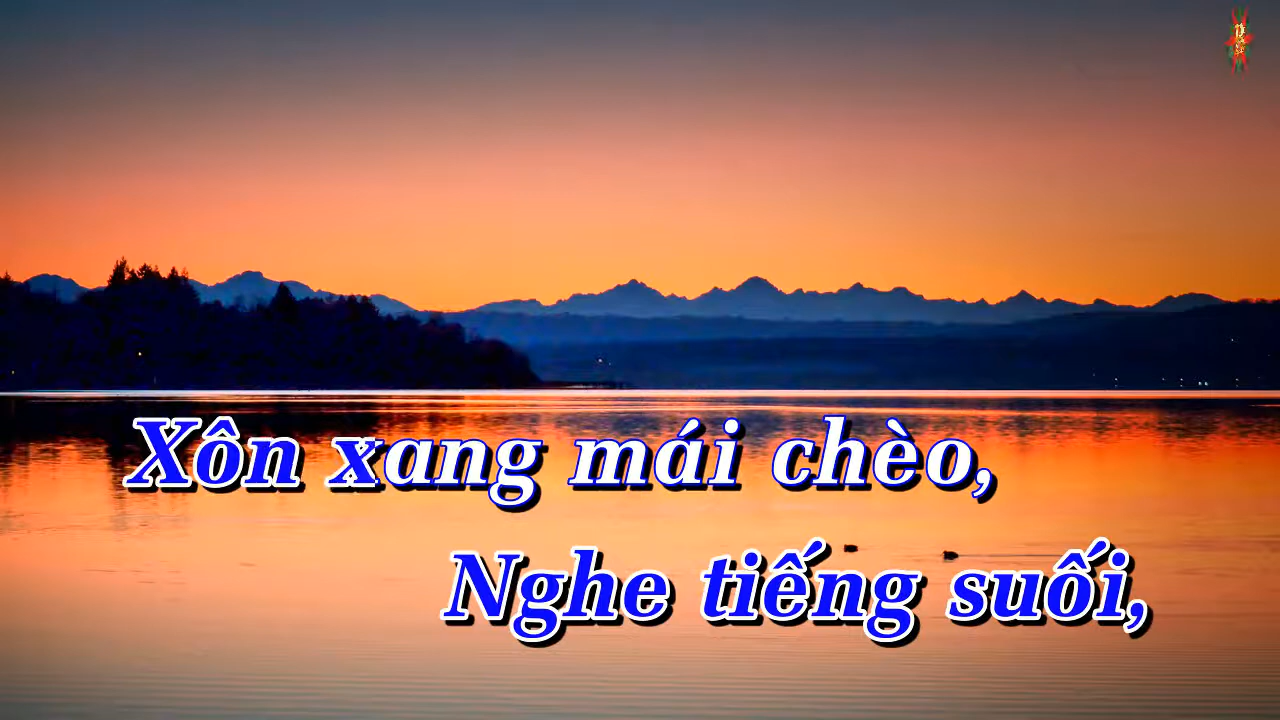 Xôn xang mái chèo,
Nghe tiếng suối,